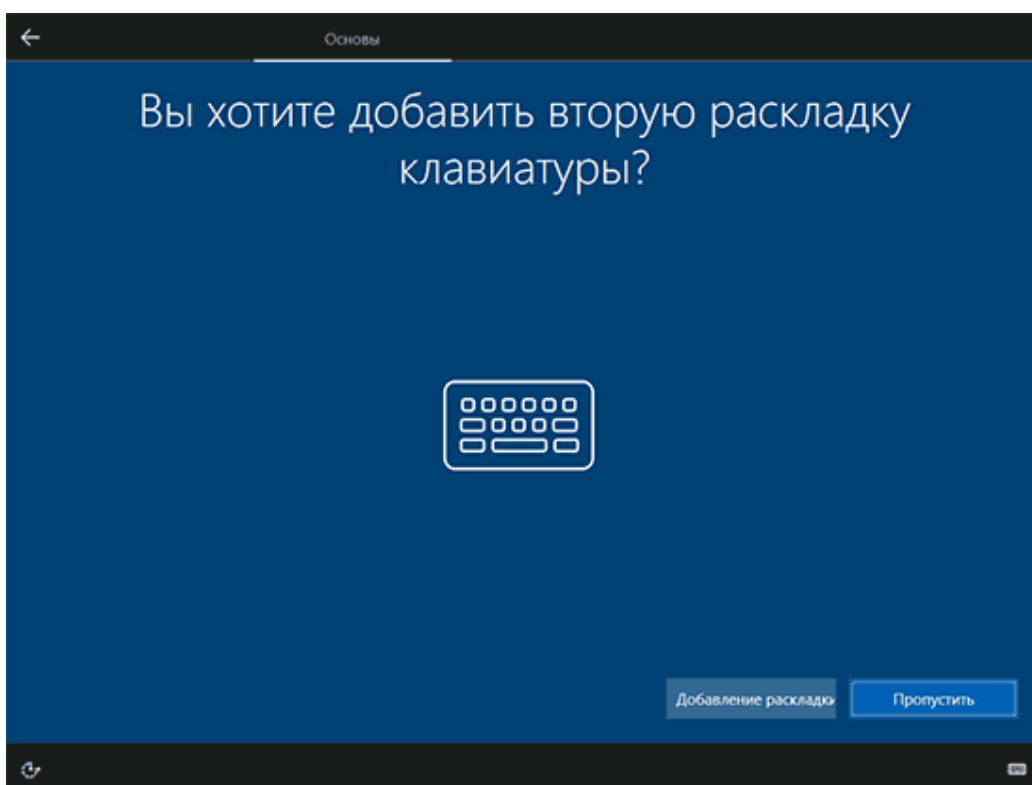 Основы
Вы хотите добавить вторую раскладку
клавиатуры?
Добавление раскладки
Пропустить